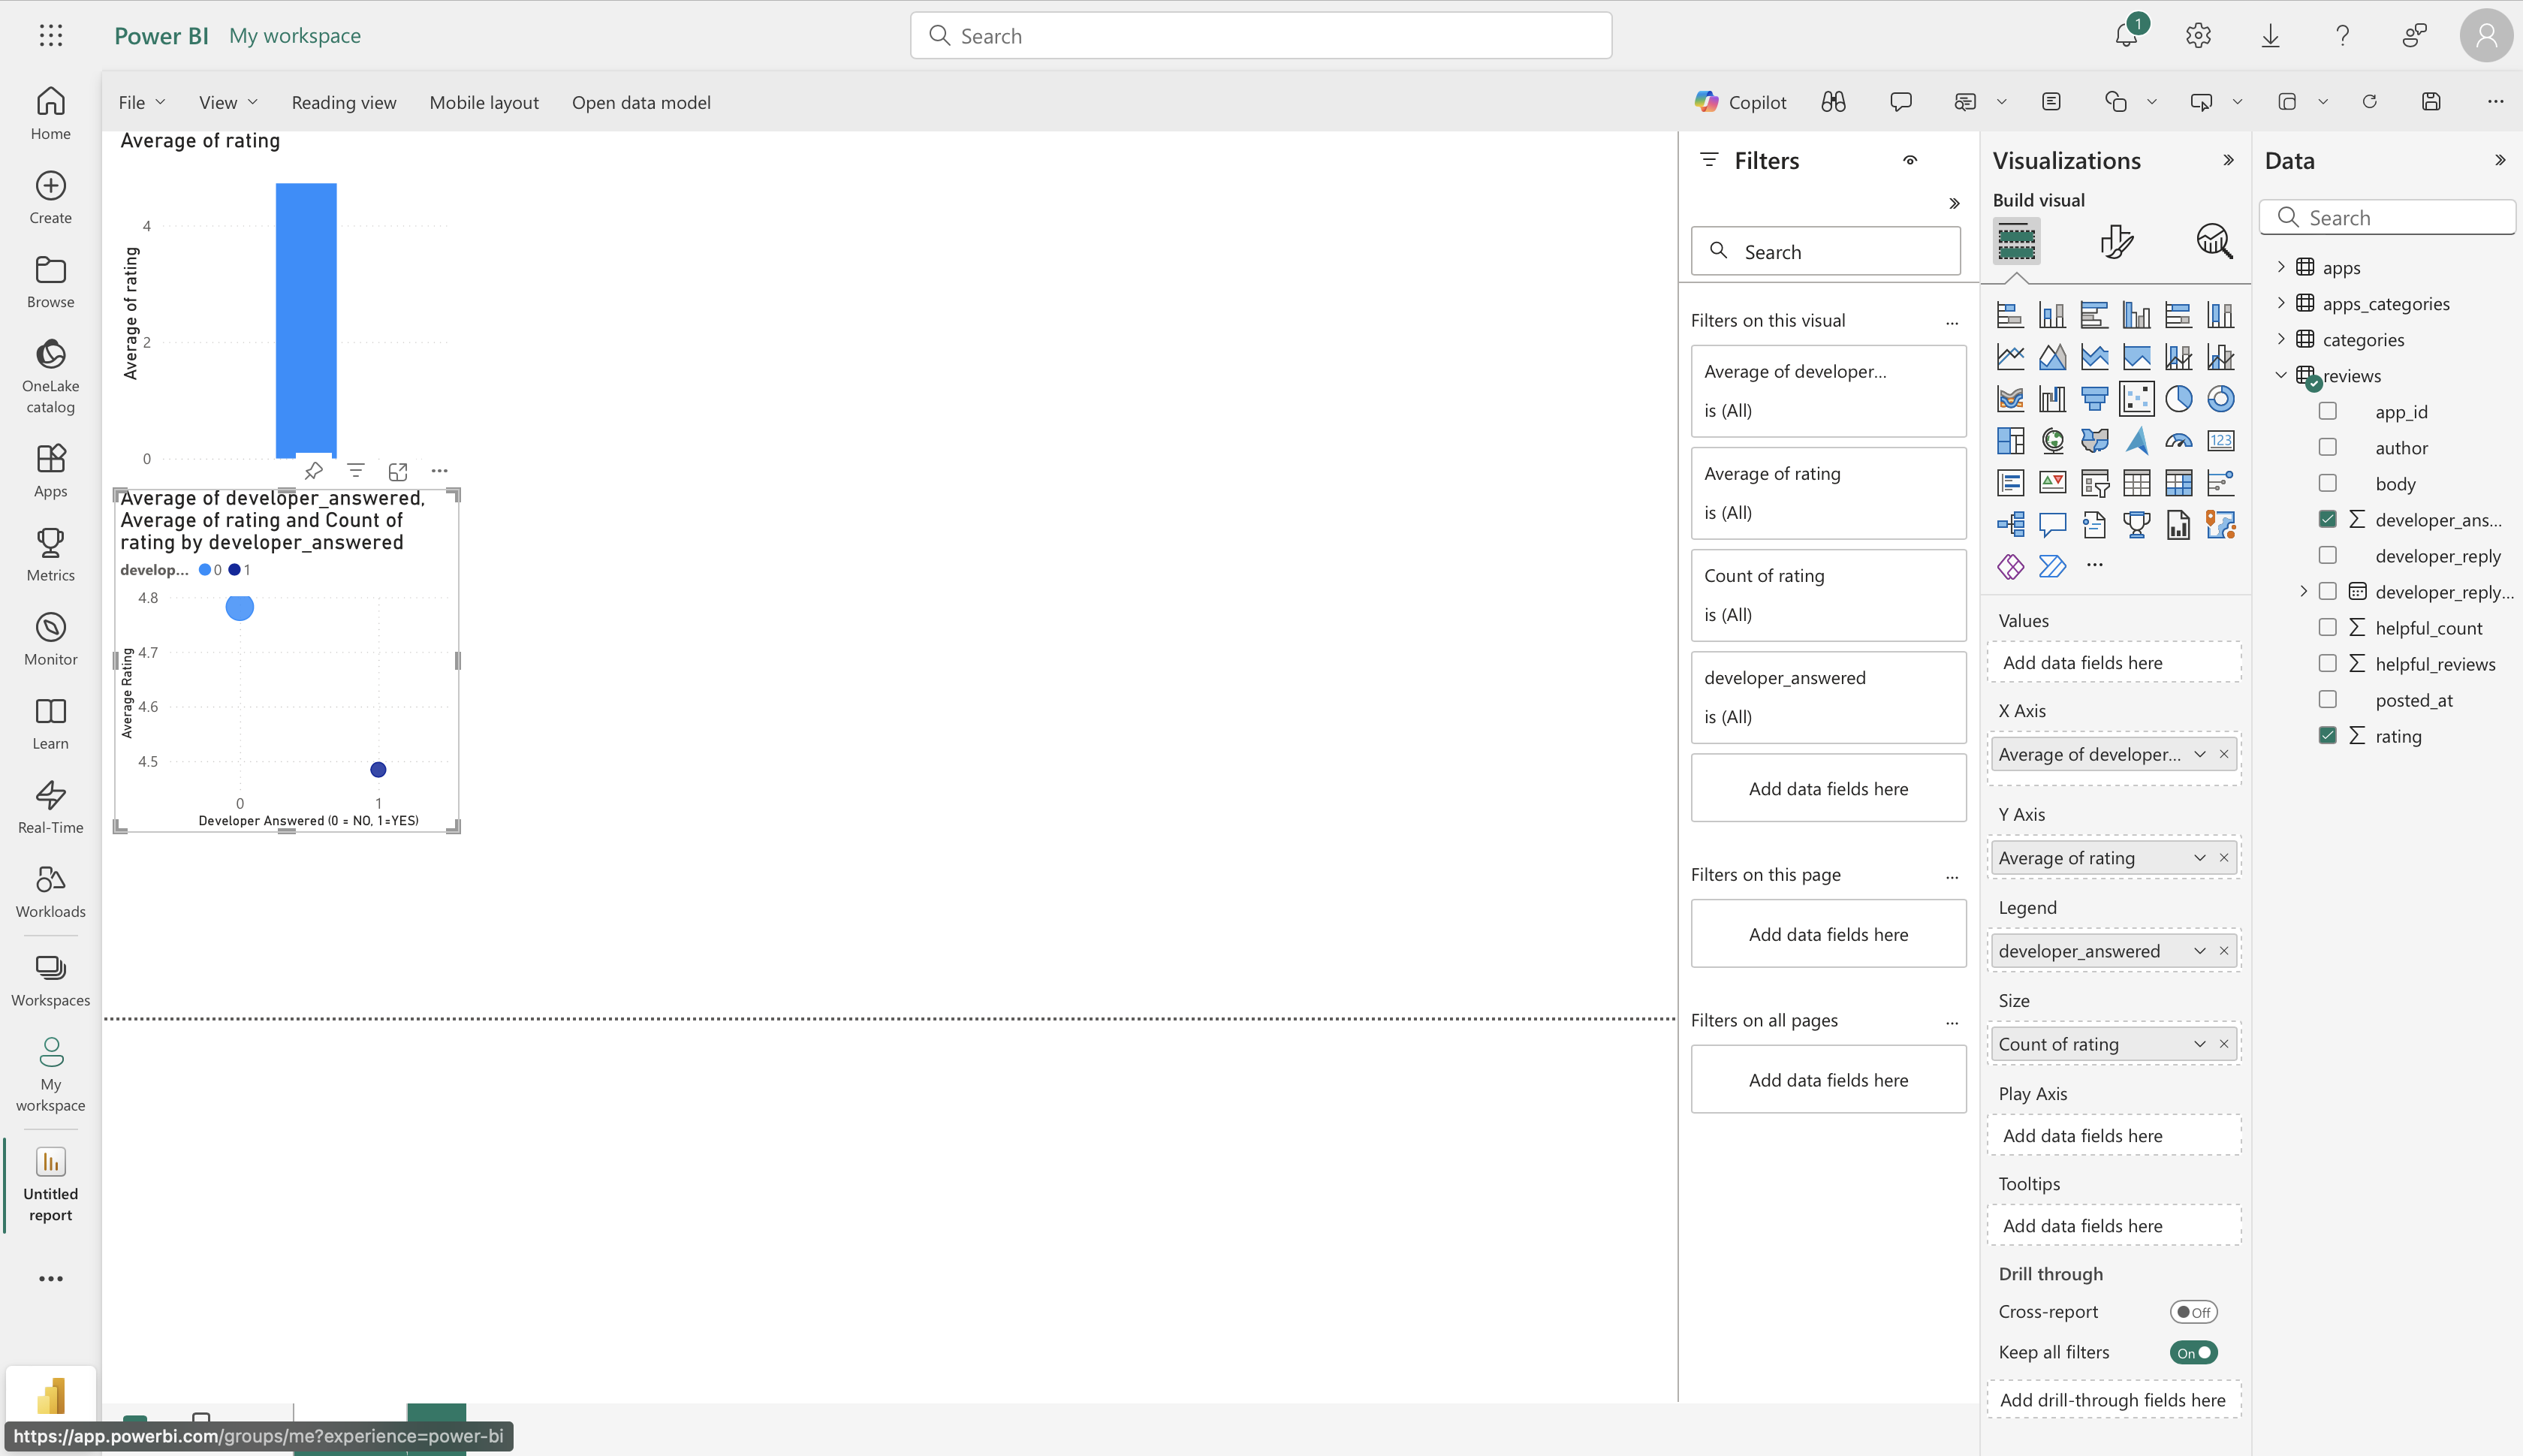 Power BI
My workspace
Search
1
File
View
Reading view
Mobile layout
Open data model
Copilot
Home
Create
Browse
OneLake
catalog
Apps
Metrics
Monitor
Learn
Real-Time
Workloads
Workspaces
My
workspace
Untitled
report
Average of rating
Average of rating
4
2
0
Average of developer_answered,
Average of rating and Count of
rating by developer_answered
develop... 0 1
Average Rating
4.8
4.7
4.6
4.5
0 1
Developer Answered (0 = NO, 1=YES)
Filters
Search
Filters on this visual
...
Average of developer...
is (All)
Average of rating
is (All)
Count of rating
is (All)
developer_answered
is (All)
Add data fields here
Filters on this page
...
Add data fields here
Filters on all pages
...
Add data fields here
Visualizations
Build visual
123
...
Values
Add data fields here
X Axis
Average of developer...
Y Axis
Average of rating
Legend
developer_answered
Size
Count of rating
Play Axis
Add data fields here
Tooltips
Add data fields here
Drill through
Cross-report
Off
Keep all filters
On
Add drill-through fields here
Data
Search
apps
apps_categories
categories
reviews
app_id
author
body
developer_ans...
developer_reply
developer_reply...
helpful_count
helpful_reviews
posted_at
rating
https://app.powerbi.com/groups/me?experience=power-bi